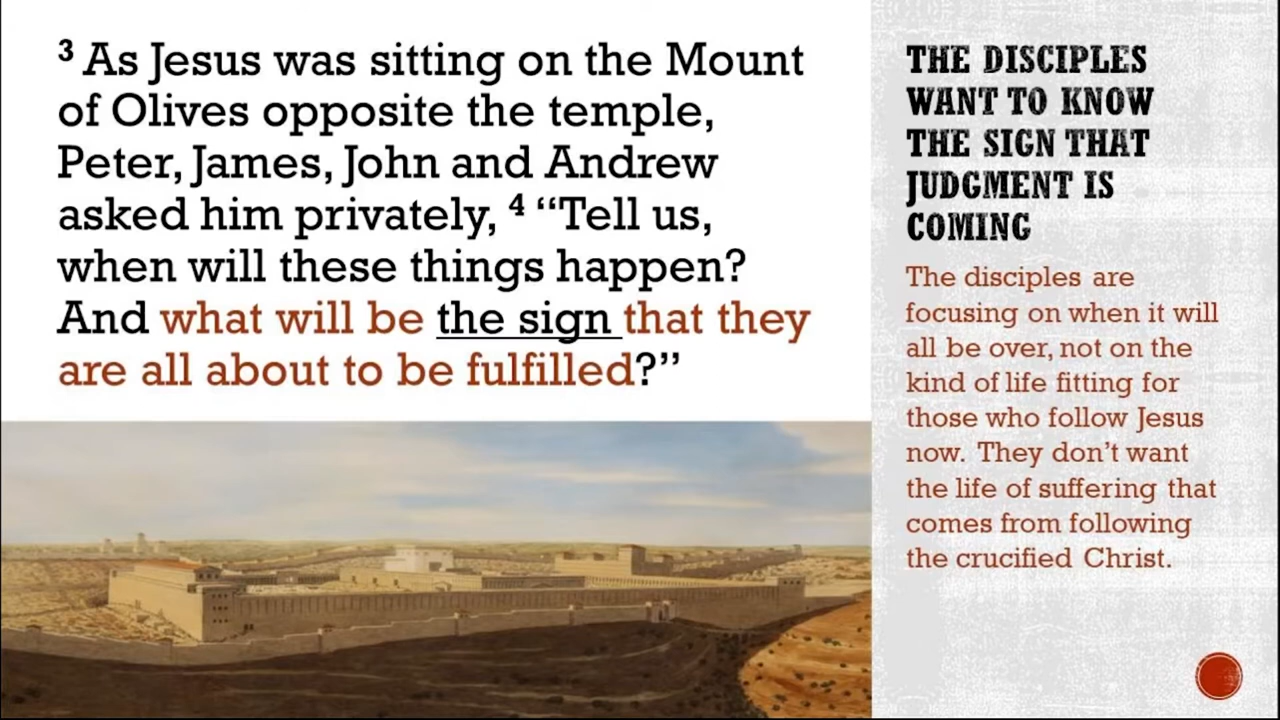 ³ As Jesus was sitting on the Mount
of Olives opposite the temple,
Peter, James, John and Andrew
asked him privately, ⁴ “Tell us,
when will these things happen?
And what will be the sign that they
are all about to be fulfilled?”
THE DISCIPLES
WANT TO KNOW
THE SIGN THAT
JUDGMENT IS
COMING
The disciples are
focusing on when it will
all be over, not on the
kind of life fitting for
those who follow Jesus
now. They don’t want
the life of suffering that
comes from following
the crucified Christ.